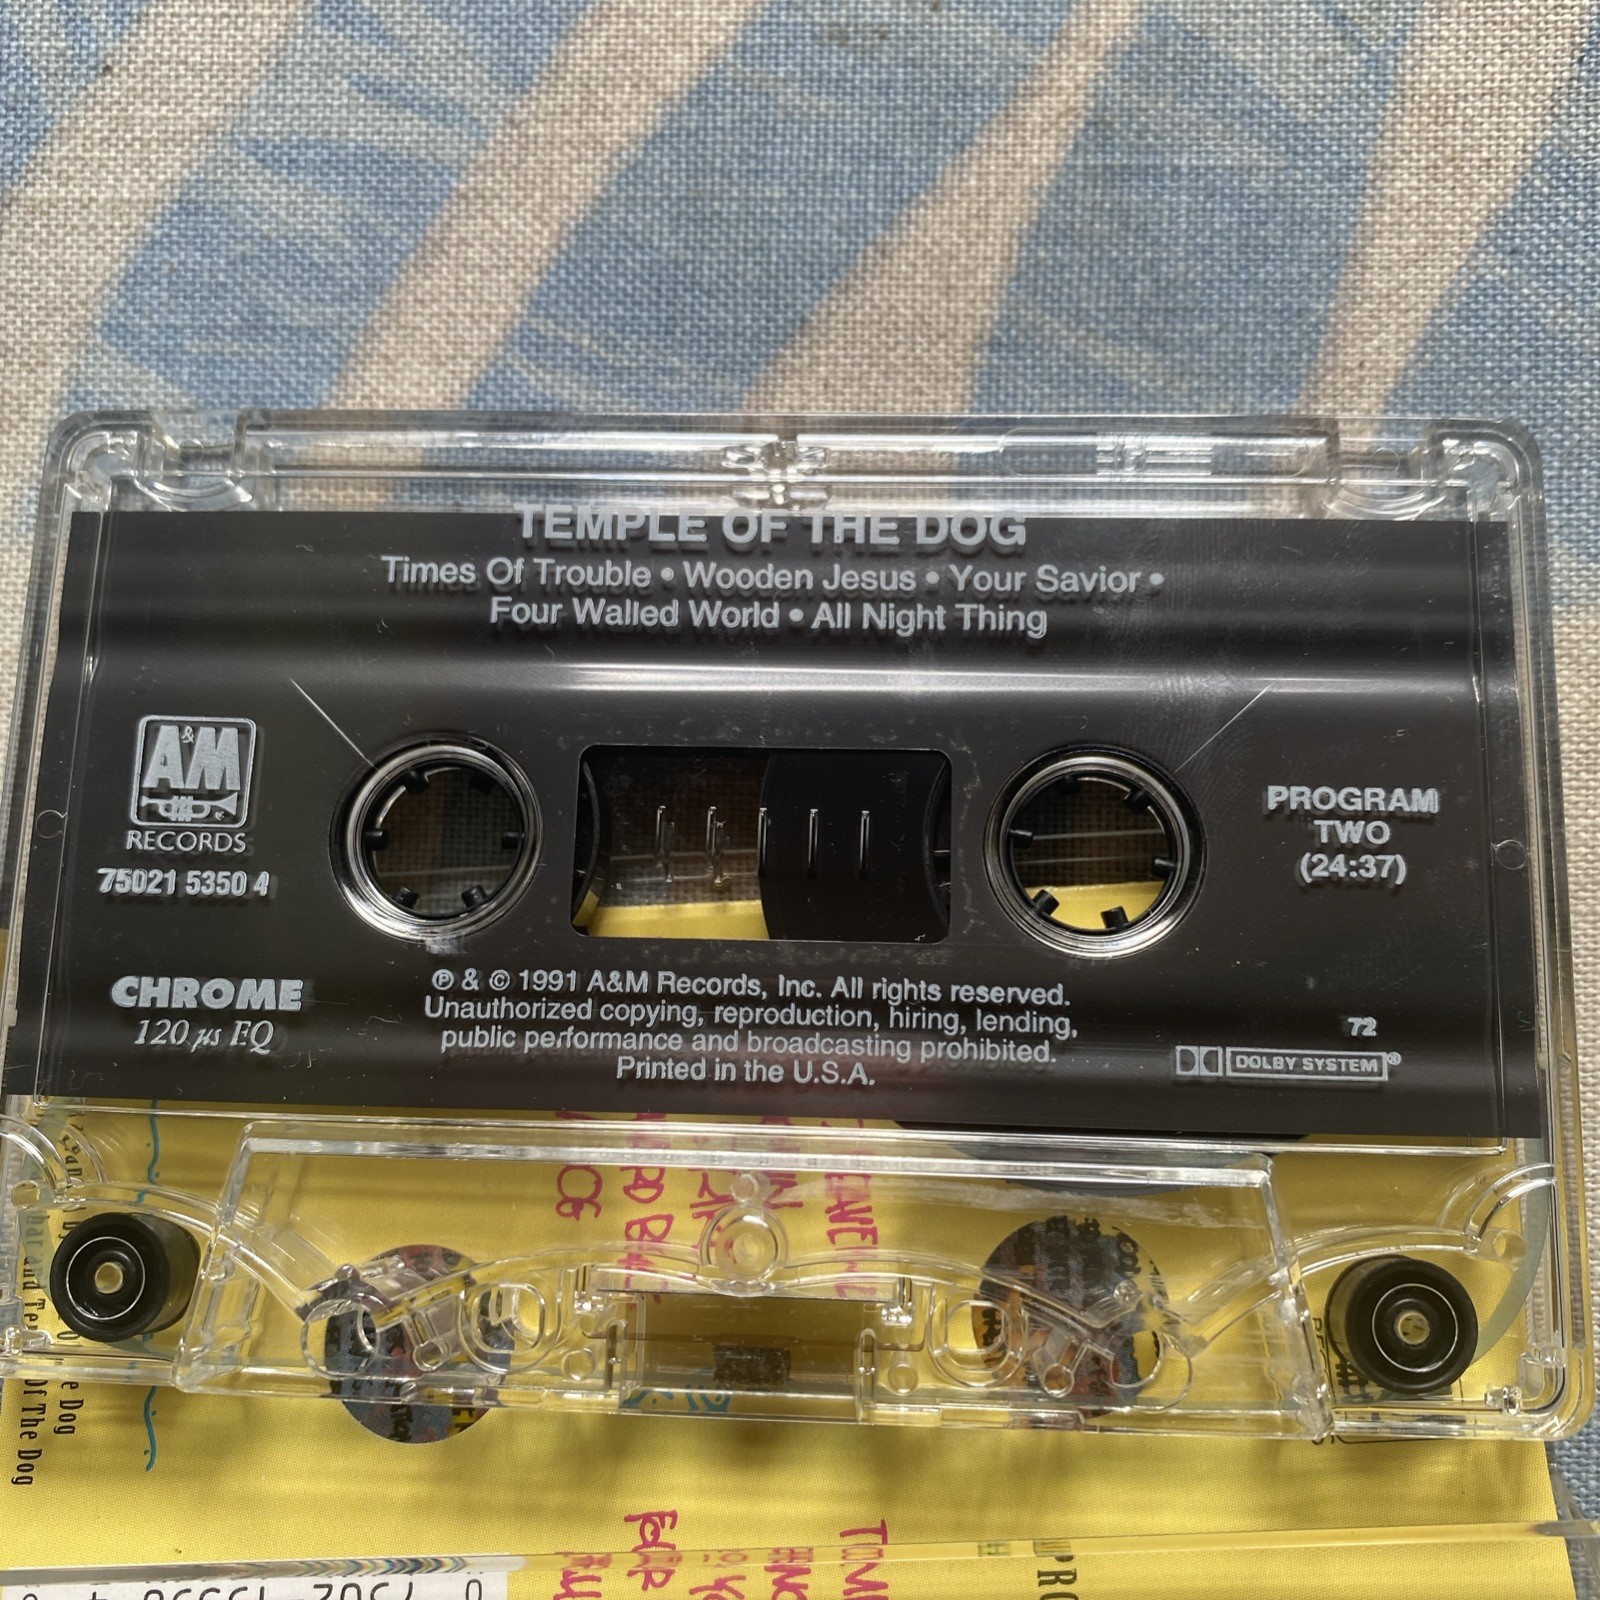 TEMPLE OF THE DOG
Times Of Trouble • Wooden Jesus • Your Savior •
Four Walled World • All Night Thing
A&M
RECORDS
75021 5350 4
PROGRAM
TWO
(24:37)
CHROME
120 µs EQ
℗ & © 1991 A&M Records, Inc. All rights reserved.
Unauthorized copying, reproduction, hiring, lending,
public performance and broadcasting prohibited.
Printed in the U.S.A.
72
DOLBY SYSTEM®
Dog
Of The Dog